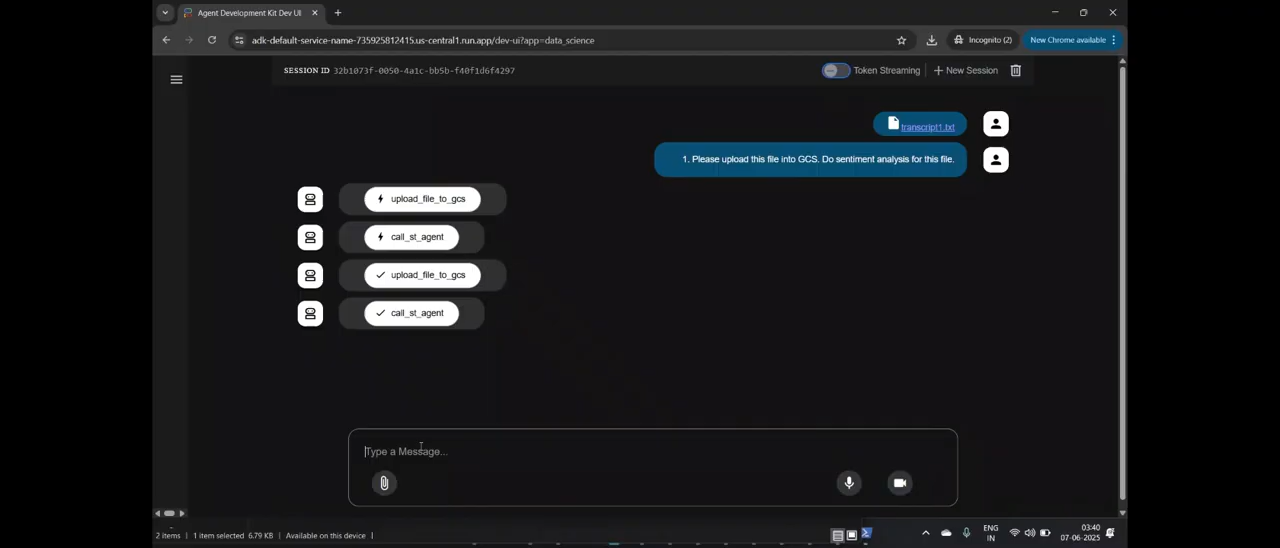 Agent Development Kit Dev UI
adk-default-service-name-735925812415.us-central1.run.app/dev-ui?app=data_science
Incognito (2)
New Chrome available
SESSION ID 32b1073f-0050-4a1c-bb5b-f40f1d6f4297
Token Streaming
New Session
transcript1.txt
1. Please upload this file into GCS. Do sentiment analysis for this file.
upload_file_to_gcs
call_st_agent
upload_file_to_gcs
call_st_agent
Type a Message...
2 items
1 item selected 6.79 KB
Available on this device
ENG
IN
03:40
07-06-2025